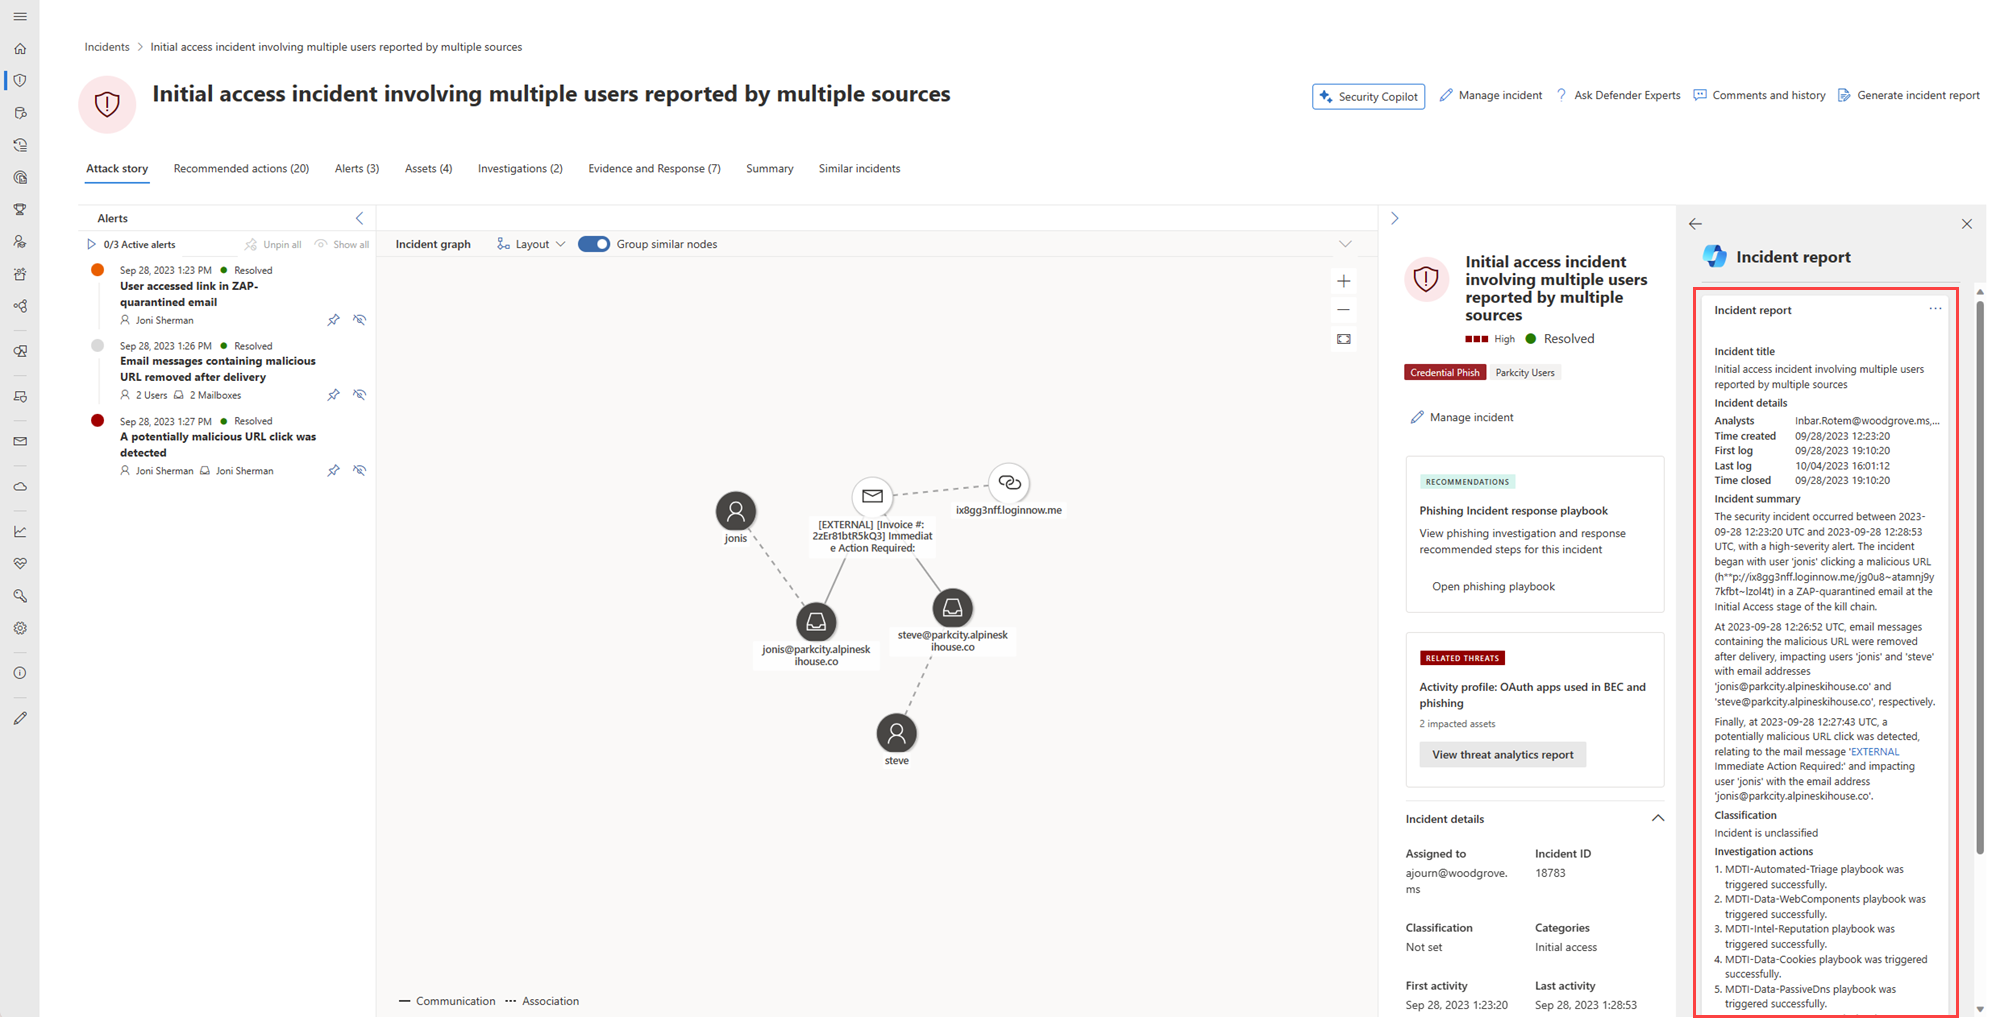 Incidents > Initial access incident involving multiple users reported by multiple sources
Initial access incident involving multiple users reported by multiple sources
Security Copilot
Manage incident
? Ask Defender Experts
Comments and history
Generate incident report
Attack story
Recommended actions (20)
Alerts (3)
Assets (4)
Investigations (2)
Evidence and Response (7)
Summary
Similar incidents
Alerts
0/3 Active alerts
Unpin all
Show all
Sep 28, 2023 1:23 PM Resolved
User accessed link in ZAP-
quarantined email
Joni Sherman
Sep 28, 2023 1:26 PM Resolved
Email messages containing malicious
URL removed after delivery
2 Users 2 Mailboxes
Sep 28, 2023 1:27 PM Resolved
A potentially malicious URL click was
detected
Joni Sherman Joni Sherman
Incident graph
Layout
Group similar nodes
jonis
[EXTERNAL] [Invoice #:
2zEr81btR5kQ3] Immediat
e Action Required:
ix8gg3nff.loginnow.me
jonis@parkcity.alpinesk
ihouse.co
steve@parkcity.alpinesk
ihouse.co
steve
Communication
Association
Initial access incident
involving multiple users
reported by multiple
sources
High Resolved
Credential Phish
Parkcity Users
Manage incident
RECOMMENDATIONS
Phishing Incident response playbook
View phishing investigation and response
recommended steps for this incident
Open phishing playbook
RELATED THREATS
Activity profile: OAuth apps used in BEC and
phishing
2 impacted assets
View threat analytics report
Incident details
Assigned to
ajourn@woodgrove.
ms
Incident ID
18783
Classification
Not set
Categories
Initial access
First activity
Sep 28, 2023 1:23:20
Last activity
Sep 28, 2023 1:28:53
Incident report
Incident report
...
Incident title
Initial access incident involving multiple users
reported by multiple sources
Incident details
Analysts Inbar.Rotem@woodgrove.ms,...
Time created 09/28/2023 12:23:20
First log 09/28/2023 19:10:20
Last log 10/04/2023 16:01:12
Time closed 09/28/2023 19:10:20
Incident summary
The security incident occurred between 2023-
09-28 12:23:20 UTC and 2023-09-28 12:28:53
UTC, with a high-severity alert. The incident
began with user 'jonis' clicking a malicious URL
(h**p://ix8gg3nff.loginnow.me/jg0u8~atamnj9y
7kfbt~lzol4t) in a ZAP-quarantined email at the
Initial Access stage of the kill chain.
At 2023-09-28 12:26:52 UTC, email messages
containing the malicious URL were removed
after delivery, impacting users 'jonis' and 'steve'
with email addresses
'jonis@parkcity.alpineskihouse.co' and
'steve@parkcity.alpineskihouse.co', respectively.
Finally, at 2023-09-28 12:27:43 UTC, a
potentially malicious URL click was detected,
relating to the mail message 'EXTERNAL
Immediate Action Required:' and impacting
user 'jonis' with the email address
'jonis@parkcity.alpineskihouse.co'.
Classification
Incident is unclassified
Investigation actions
1. MDTI-Automated-Triage playbook was
triggered successfully.
2. MDTI-Data-WebComponents playbook was
triggered successfully.
3. MDTI-Intel-Reputation playbook was
triggered successfully.
4. MDTI-Data-Cookies playbook was triggered
successfully.
5. MDTI-Data-PassiveDns playbook was
triggered successfully.